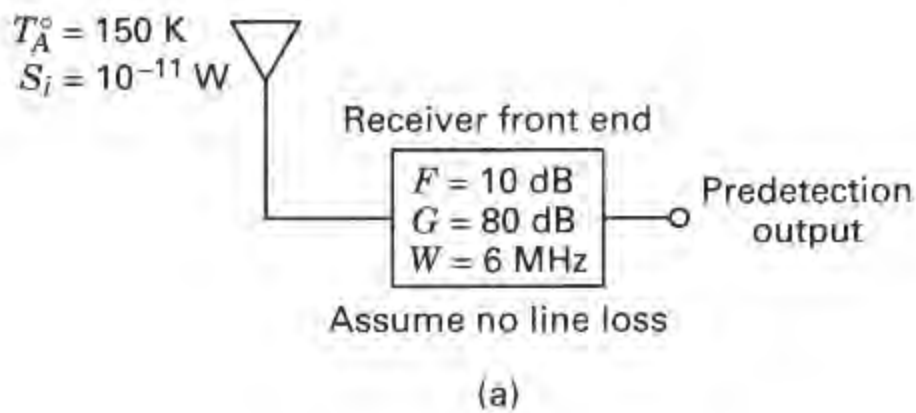 T°A = 150 K
Si = 10−11 W
Receiver front end
F = 10 dB
G = 80 dB
W = 6 MHz
Predetection
output
Assume no line loss
(a)